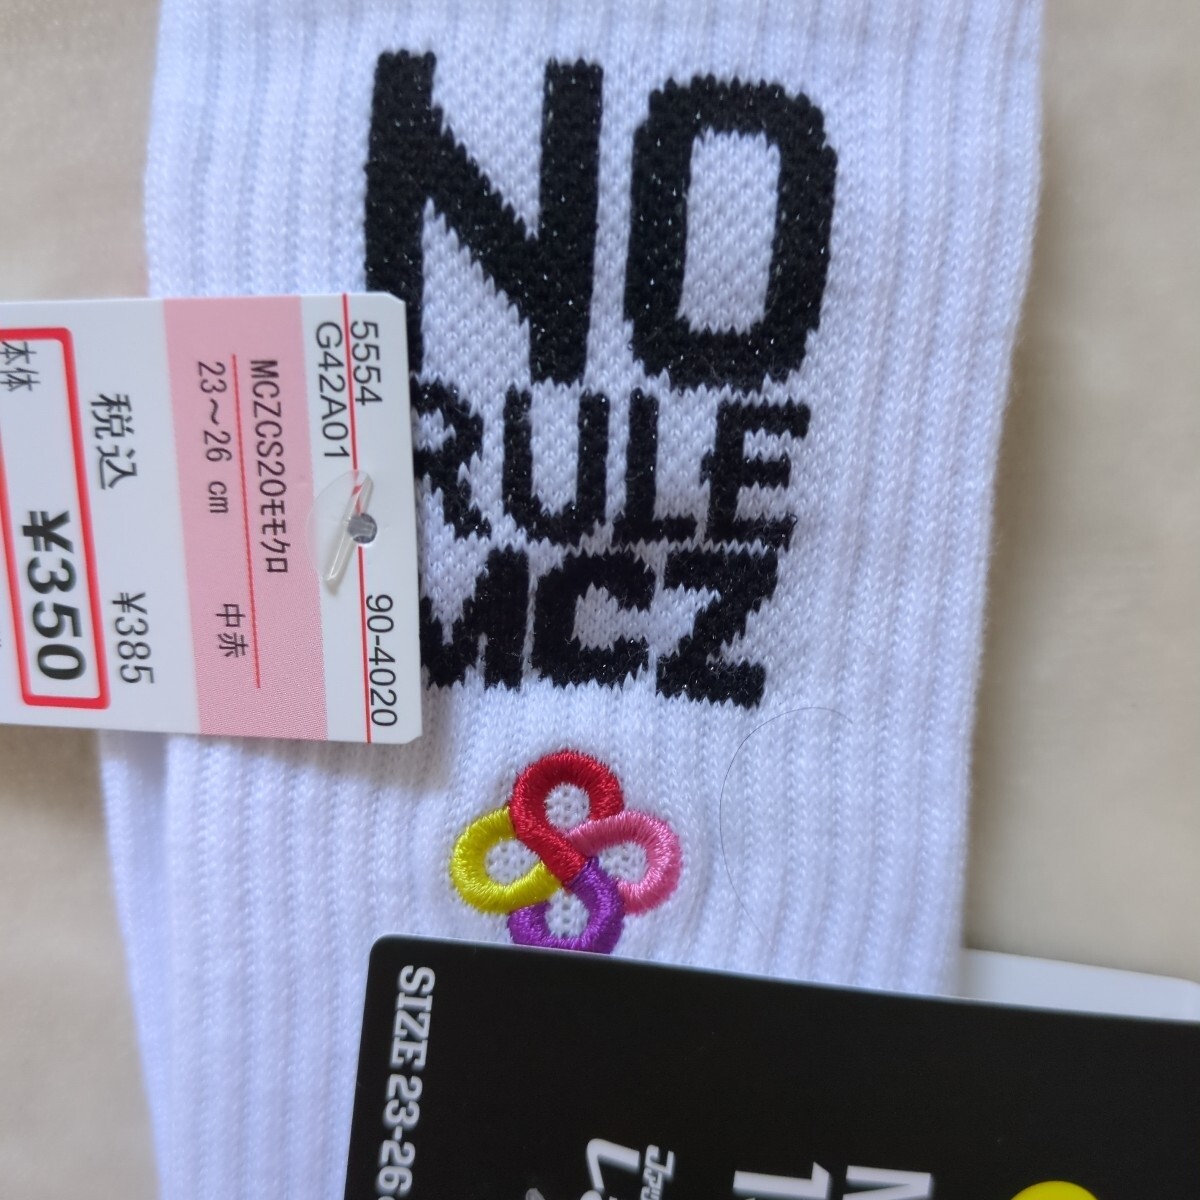 NO
RULE
MCZ
5554
90-4020
G42A01
MCZCS20モモクロ
23～26 cm 中赤
税込 ¥385
本体 ¥350
SIZE 23-26